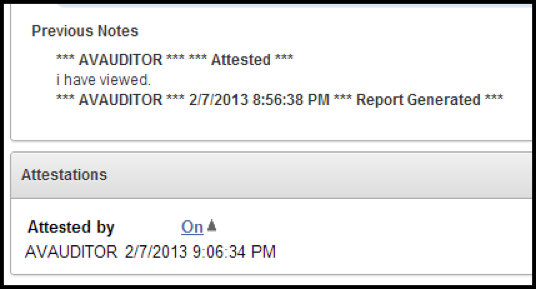 Previous Notes
*** AVAUDITOR *** *** Attested ***
i have viewed.
*** AVAUDITOR *** 2/7/2013 8:56:38 PM *** Report Generated ***
Attestations
Attested by On
AVAUDITOR 2/7/2013 9:06:34 PM